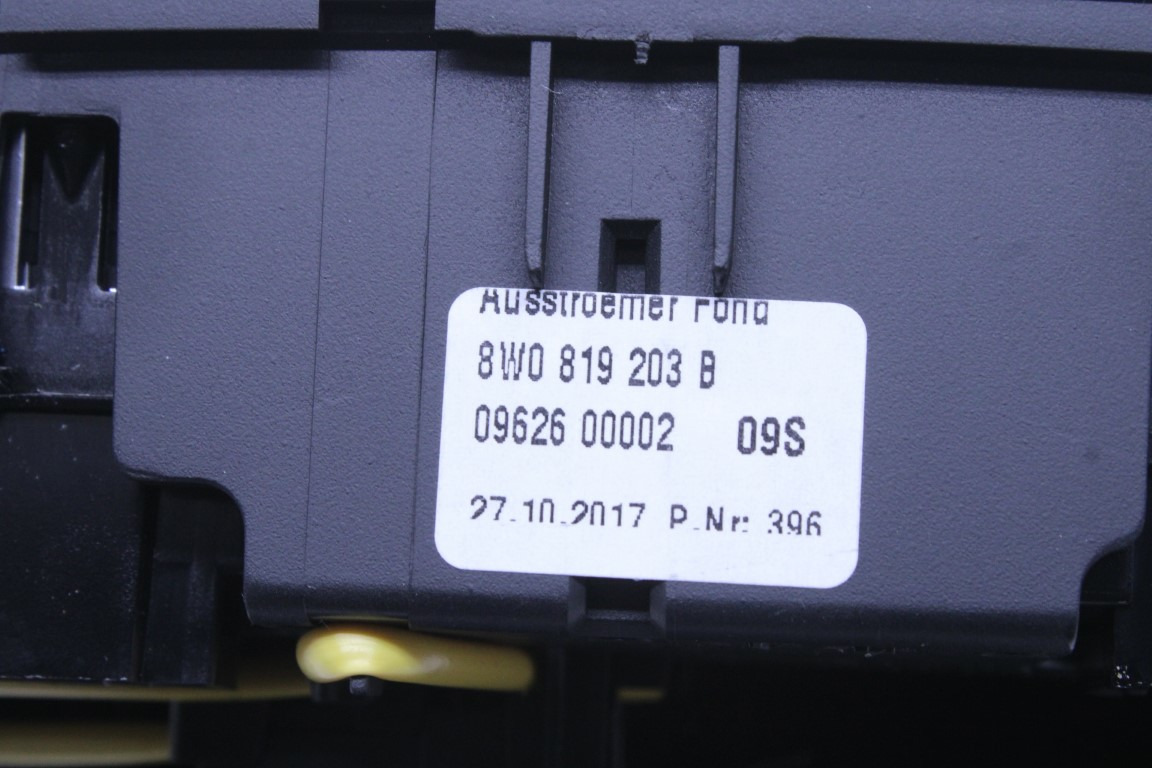 Ausstroemer Fond
8W0 819 203 B
09626 00002 09S
27.10.2017 P.Nr: 396